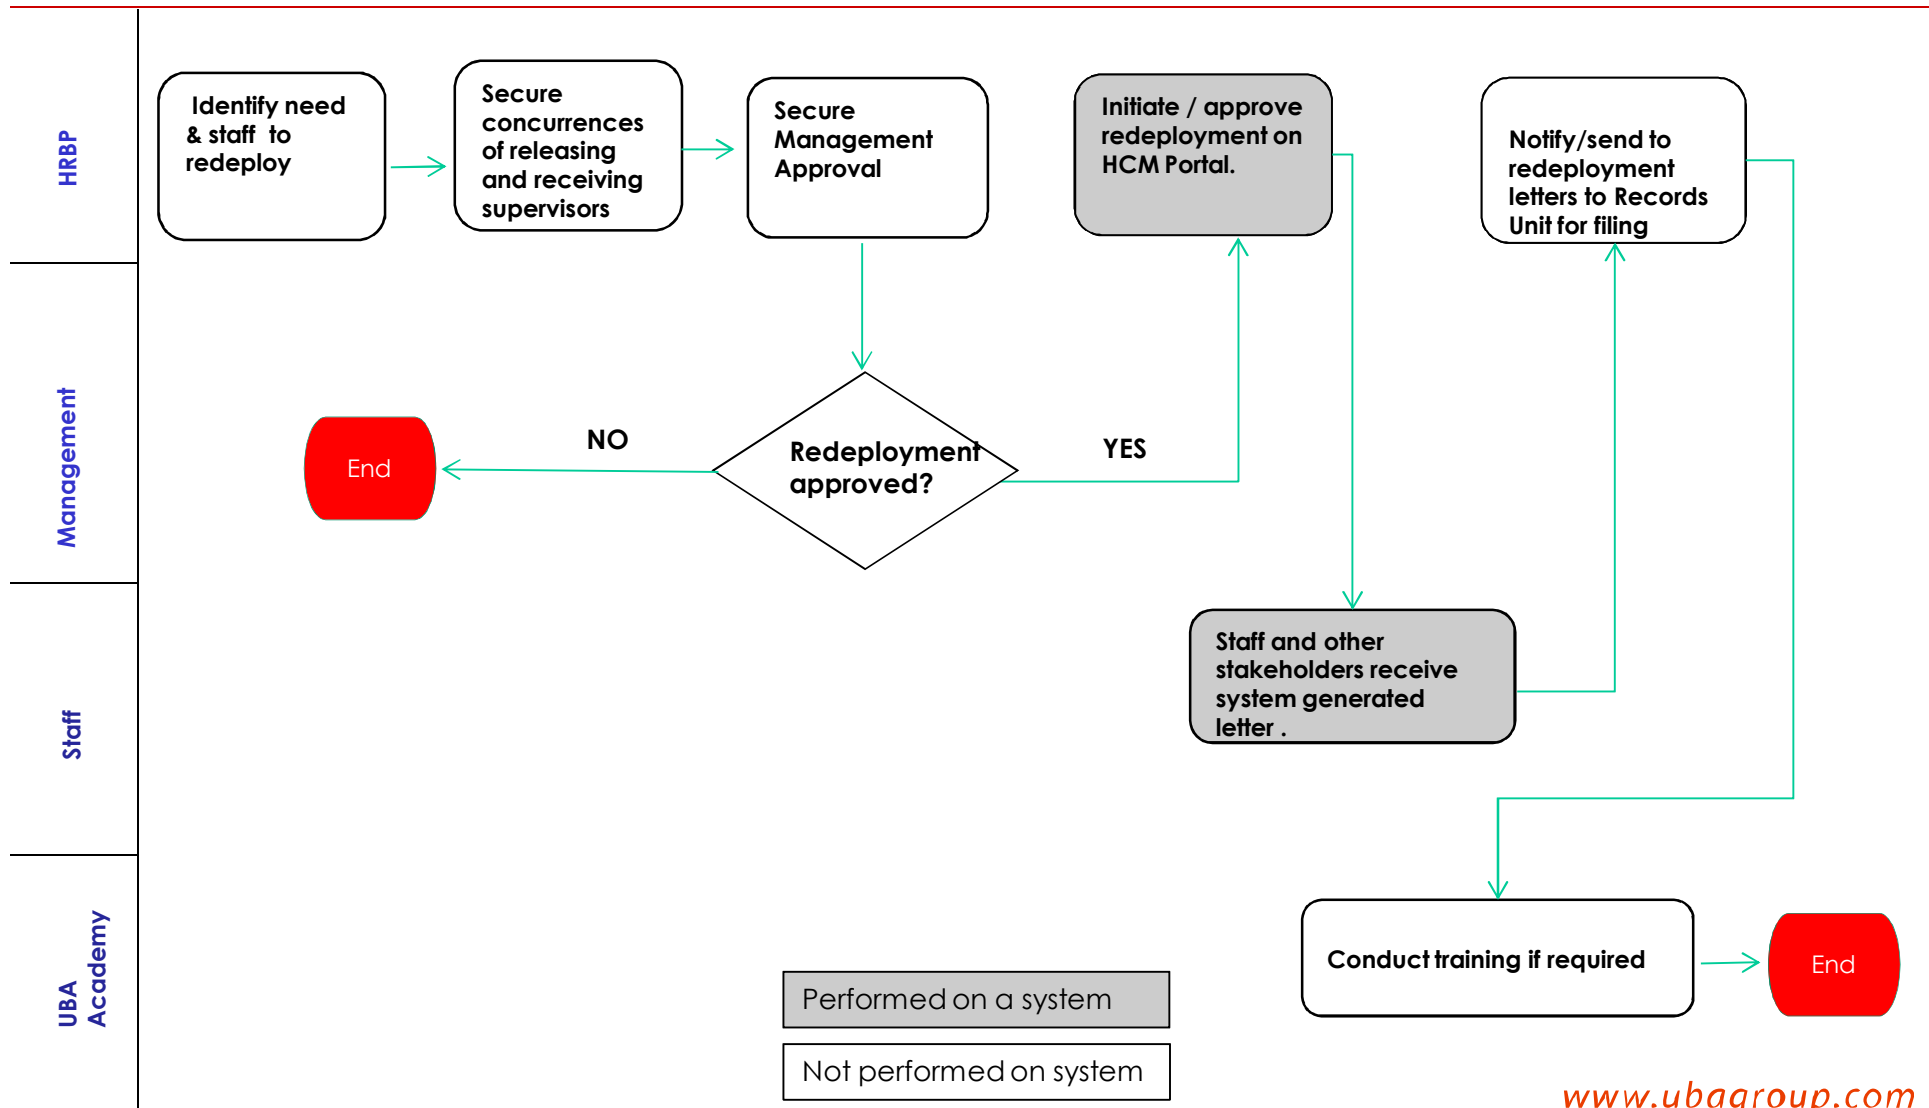 HRBP
Identify need
& staff to
redeploy
Secure
concurrences
of releasing
and receiving
supervisors
Secure
Management
Approval
Initiate / approve
redeployment on
HCM Portal.
Notify/send to
redeployment
letters to Records
Unit for filing
Management
End
NO
Redeployment
approved?
YES
Staff
Staff and other
stakeholders receive
system generated
letter .
UBA
Academy
Conduct training if required
End
Performed on a system
Not performed on system
www.ubagroup.com